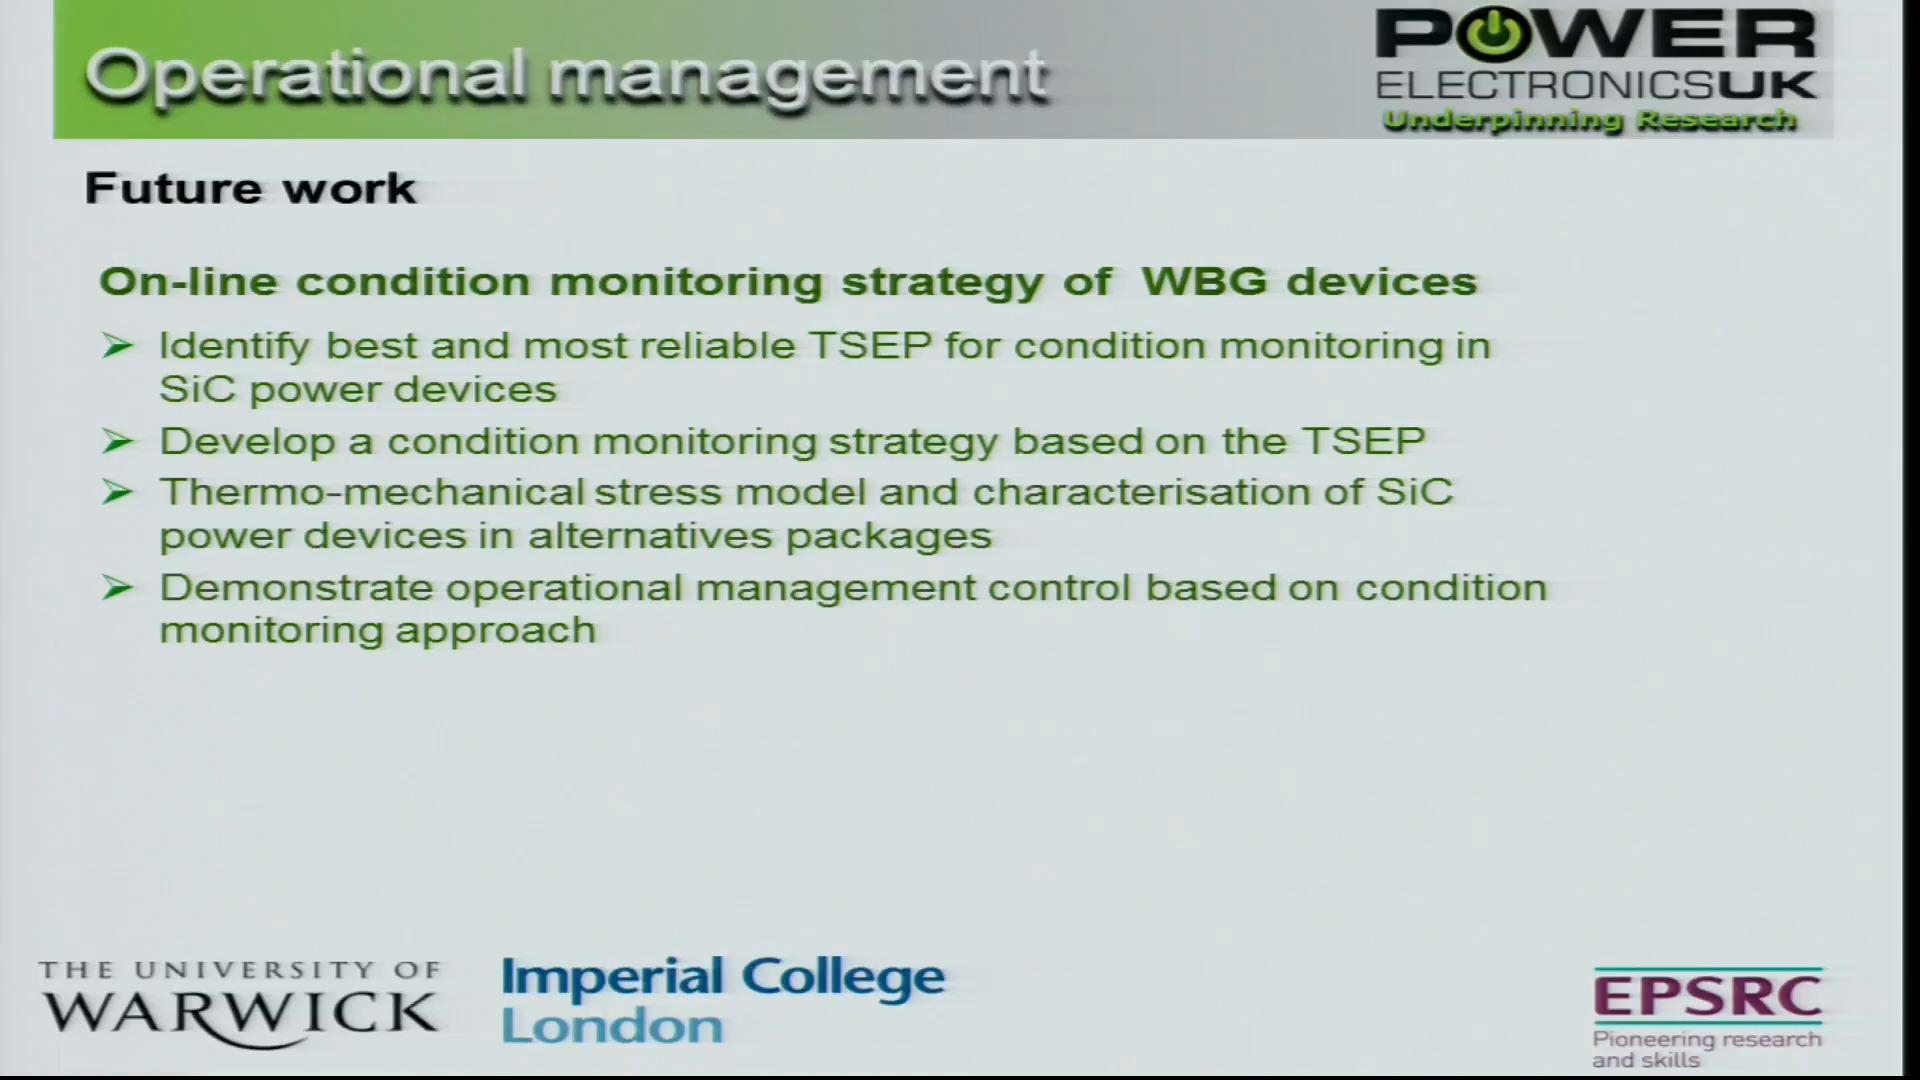 Operational management
POWER
ELECTRONICSUK
Underpinning Research
Future work
On-line condition monitoring strategy of WBG devices
Identify best and most reliable TSEP for condition monitoring in
SiC power devices
Develop a condition monitoring strategy based on the TSEP
Thermo-mechanical stress model and characterisation of SiC
power devices in alternatives packages
Demonstrate operational management control based on condition
monitoring approach
THE UNIVERSITY OF
WARWICK
Imperial College
London
EPSRC
Pioneering research
and skills